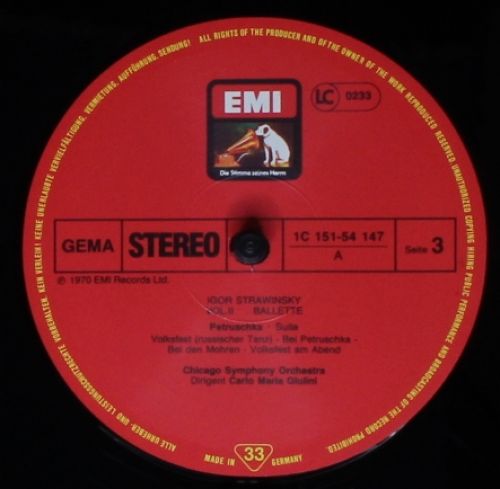 ALLE URHEBER- UND LEISTUNGSSCHUTZRECHTE VORBEHALTEN. KEIN VERLEIH! KEINE UNERLAUBTE VERVIELFÄLTIGUNG, VERMIETUNG, AUFFÜHRUNG, SENDUNG!
ALL RIGHTS OF THE PRODUCER AND OF THE OWNER OF THE WORK REPRODUCED RESERVED UNAUTHORIZED COPYING HIRING PUBLIC PERFORMANCE AND BROADCASTING OF THE RECORD PROHIBITED.
EMI
LC 0233
Die Stimme seines Herrn
GEMA STEREO 1C 151-54 147 Seite 3
A
℗ 1970 EMI Records Ltd.
IGOR STRAWINSKY
VOL. II BALLETTE
Petruschka - Suite
Volksfest (russischer Tanz) - Bei Petruschka -
Bei den Mohren - Volksfest am Abend
Chicago Symphony Orchestra
Dirigent Carlo Maria Giulini
MADE IN 33 GERMANY